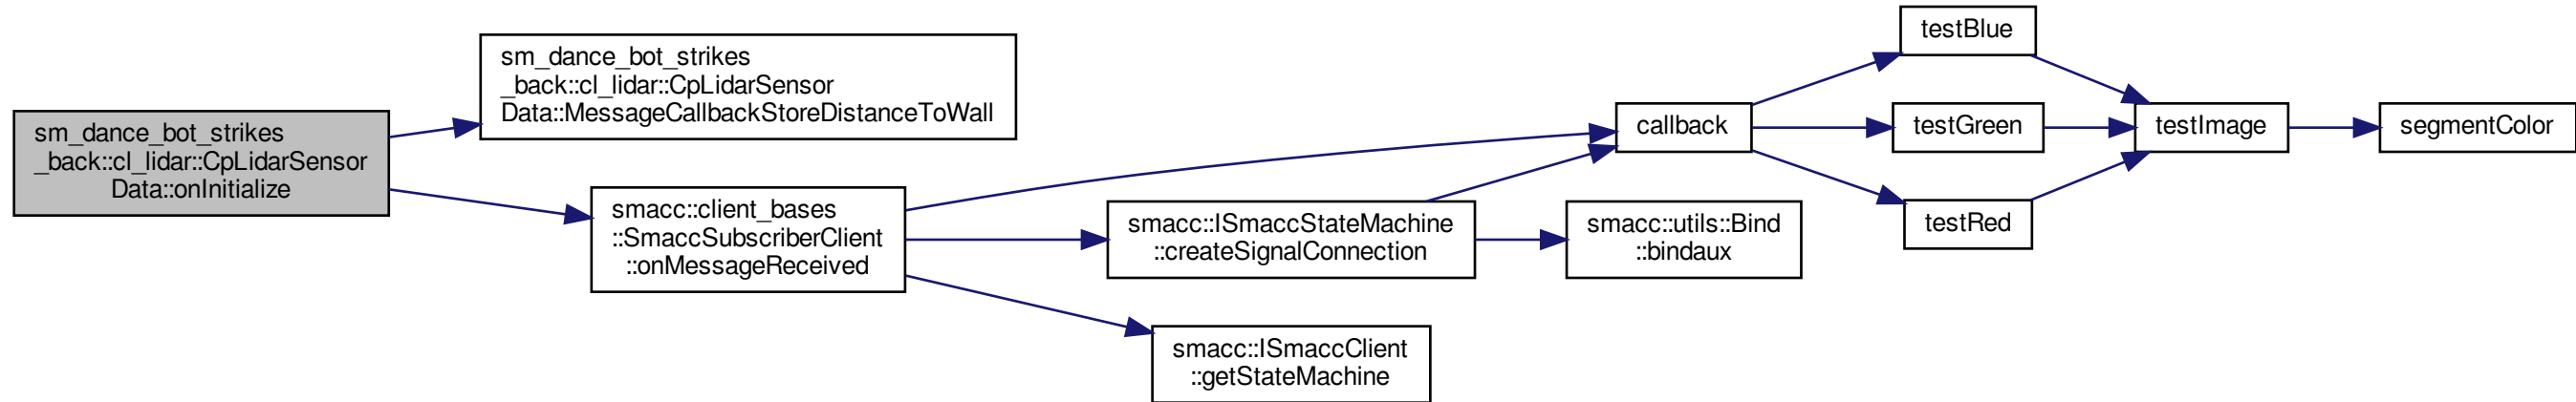 sm_dance_bot_strikes
_back::cl_lidar::CpLidarSensor
Data::onInitialize
sm_dance_bot_strikes
_back::cl_lidar::CpLidarSensor
Data::MessageCallbackStoreDistanceToWall
smacc::client_bases
::SmaccSubscriberClient
::onMessageReceived
smacc::ISmaccStateMachine
::createSignalConnection
smacc::ISmaccClient
::getStateMachine
callback
smacc::utils::Bind
::bindaux
testBlue
testGreen
testRed
testImage
segmentColor